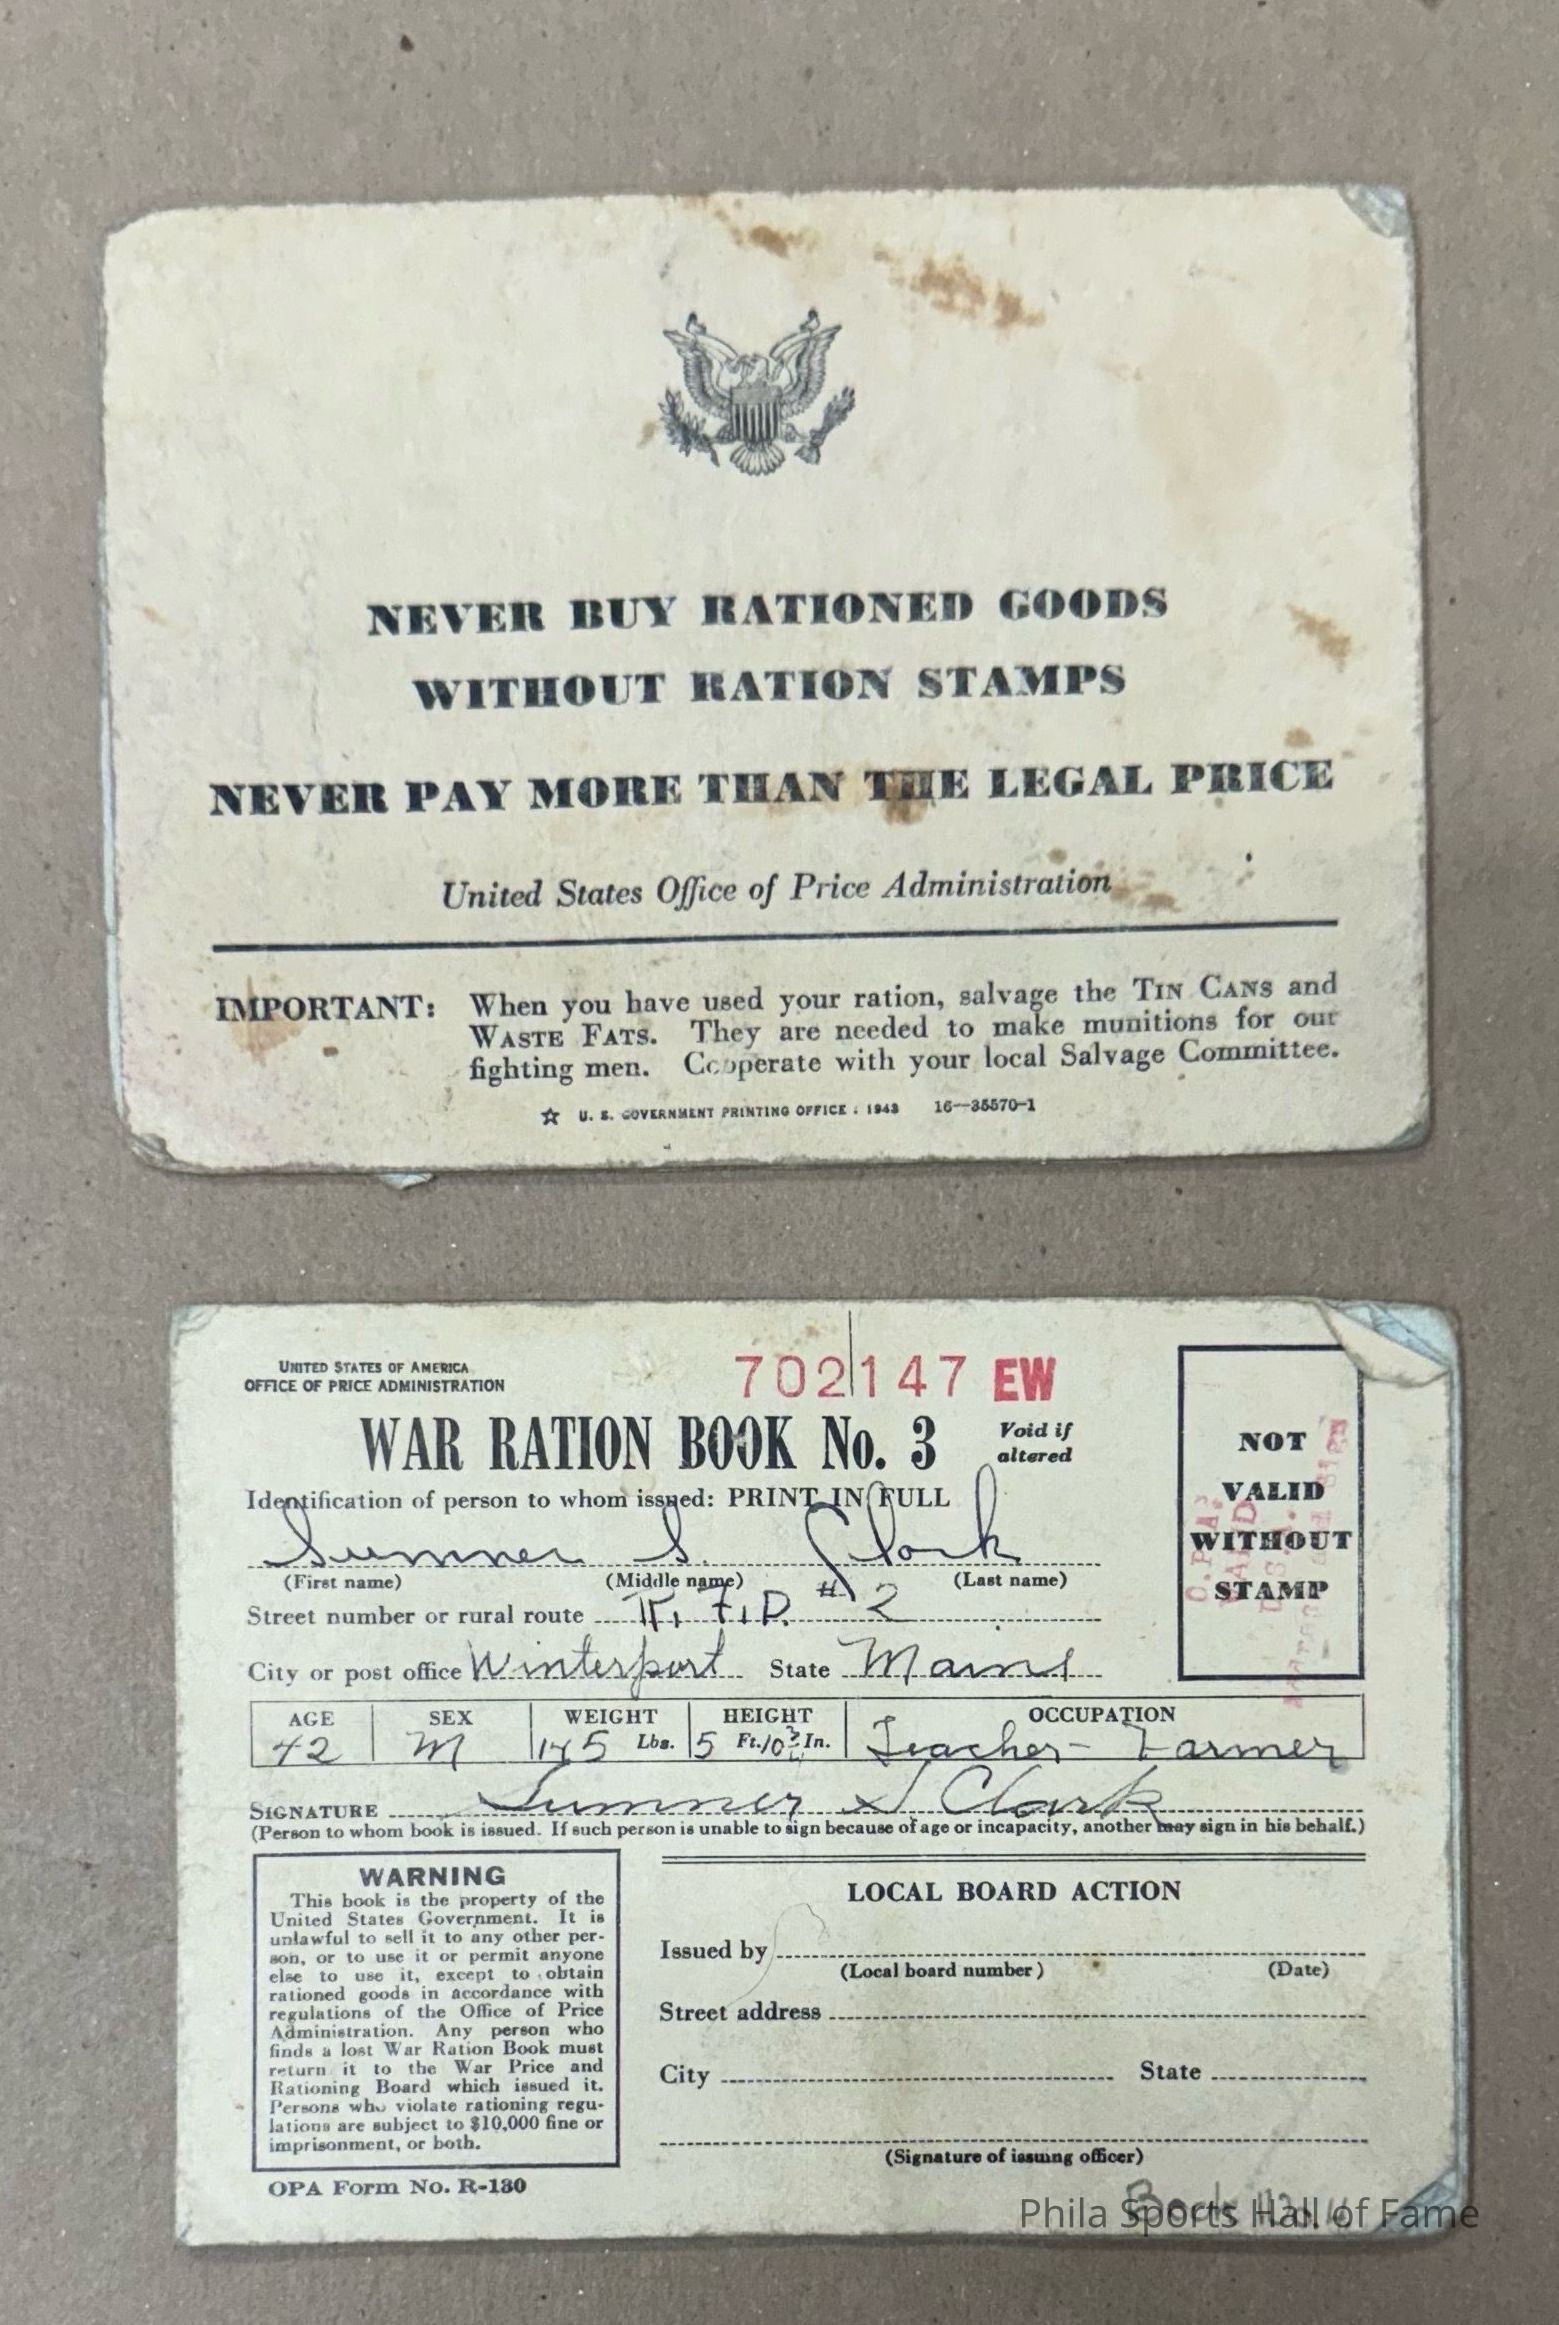 NEVER BUY RATIONED GOODS
WITHOUT RATION STAMPS
NEVER PAY MORE THAN THE LEGAL PRICE
United States Office of Price Administration
IMPORTANT: When you have used your ration, salvage the TIN CANS and
WASTE FATS. They are needed to make munitions for our
fighting men. Cooperate with your local Salvage Committee.
☆ U. S. GOVERNMENT PRINTING OFFICE : 1943 16—35570-1
UNITED STATES OF AMERICA
OFFICE OF PRICE ADMINISTRATION
702147 EW
WAR RATION BOOK No. 3
Void if
altered
NOT
VALID
WITHOUT
STAMP
Identification of person to whom issued: PRINT IN FULL
Sumner S. Clark
(First name) (Middle name) (Last name)
Street number or rural route R.F.D. #2
City or post office Winterport State Maine
AGE SEX WEIGHT HEIGHT OCCUPATION
42 M Lbs. 5 Ft. 10 In. Teacher - Farmer
SIGNATURE Sumner S Clark
(Person to whom book is issued. If such person is unable to sign because of age or incapacity, another may sign in his behalf.)
WARNING
This book is the property of the
United States Government. It is
unlawful to sell it to any other per-
son, or to use it or permit anyone
else to use it, except to obtain
rationed goods in accordance with
regulations of the Office of Price
Administration. Any person who
finds a lost War Ration Book must
return it to the War Price and
Rationing Board which issued it.
Persons who violate rationing regu-
lations are subject to $10,000 fine or
imprisonment, or both.
OPA Form No. R-130
LOCAL BOARD ACTION
Issued by
(Local board number) (Date)
Street address
City State
(Signature of issuing officer)
Phila Sports Hall of Fame